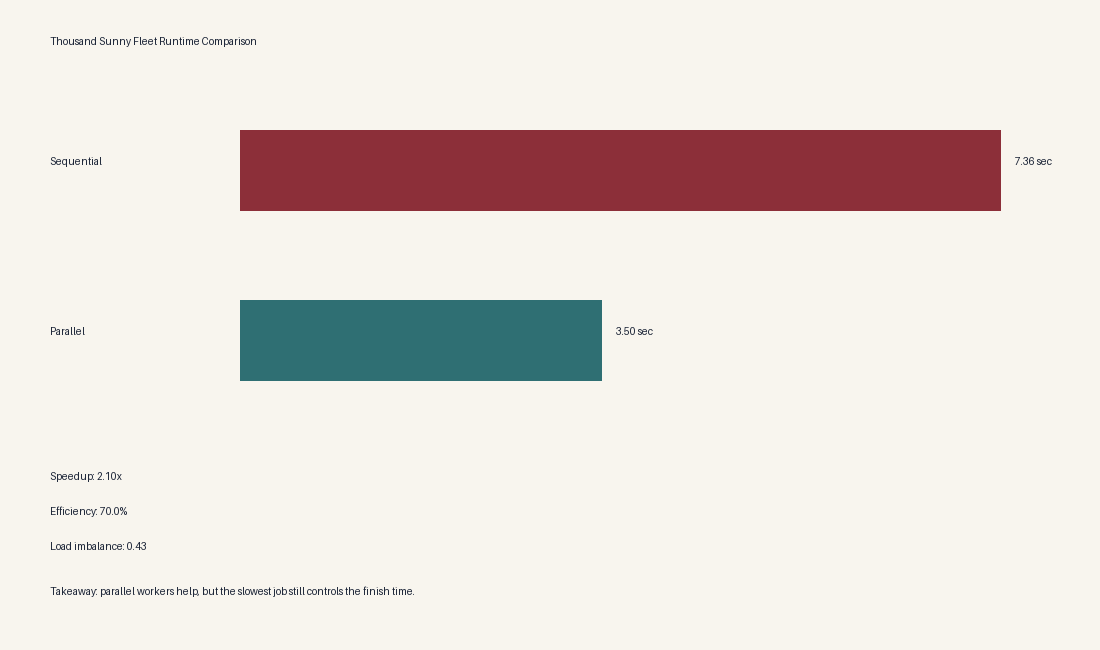 Thousand Sunny Fleet Runtime Comparison
Sequential
7.36 sec
Parallel
3.50 sec
Speedup: 2.10x
Efficiency: 70.0%
Load imbalance: 0.43
Takeaway: parallel workers help, but the slowest job still controls the finish time.